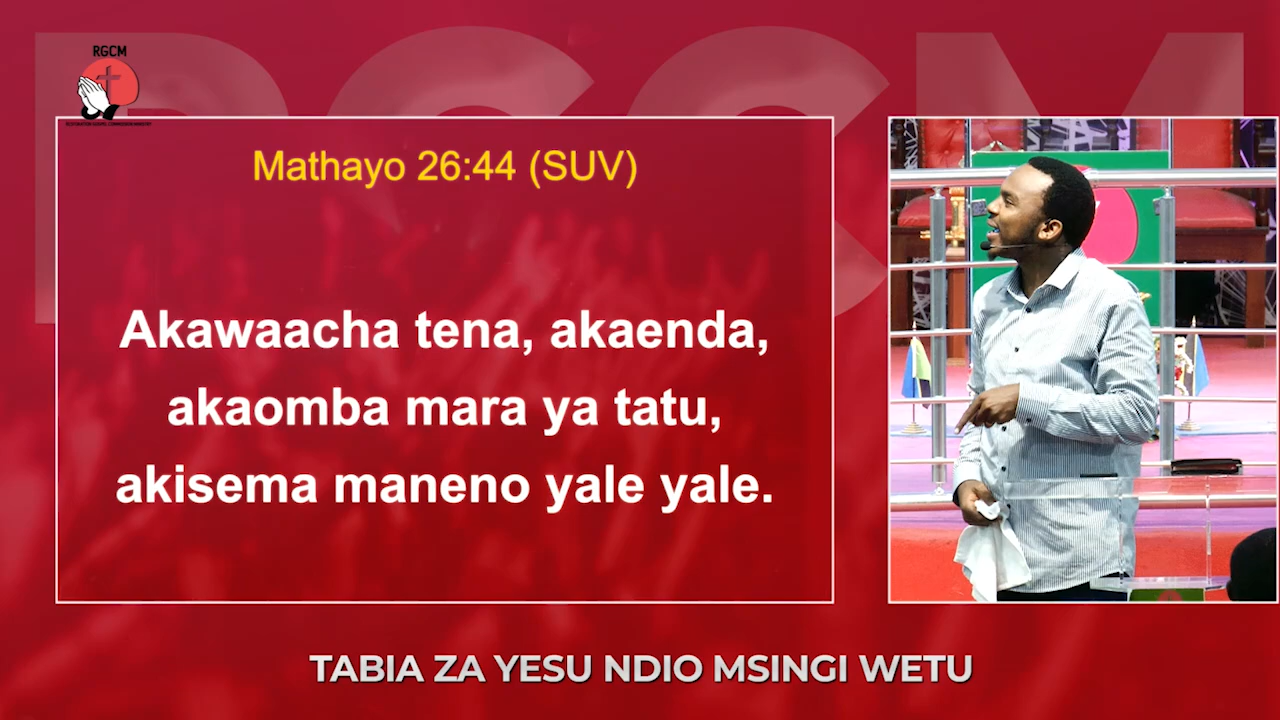 RGCM
RGCM
Mathayo 26:44 (SUV)
Akawaacha tena, akaenda,
akaomba mara ya tatu,
akisema maneno yale yale.
TABIA ZA YESU NDIO MSINGI WETU